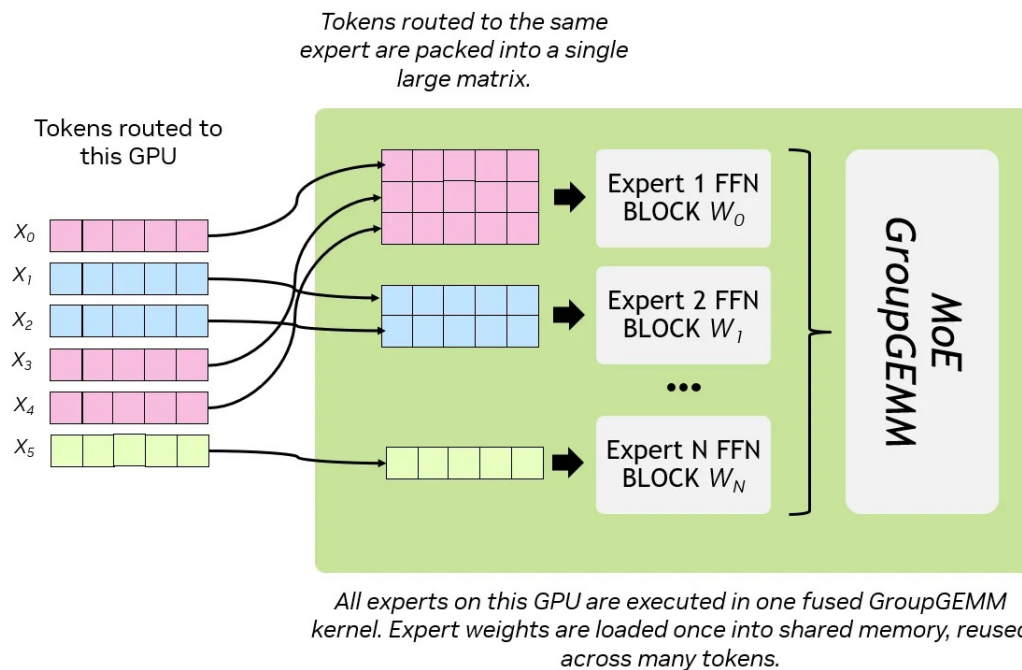 Tokens routed to the same
expert are packed into a single
large matrix.
Tokens routed to
this GPU
X0
X1
X2
X3
X4
X5
Expert 1 FFN
BLOCK W0
Expert 2 FFN
BLOCK W1
•••
Expert N FFN
BLOCK WN
MoE
GroupGEMM
All experts on this GPU are executed in one fused GroupGEMM
kernel. Expert weights are loaded once into shared memory, reused
across many tokens.